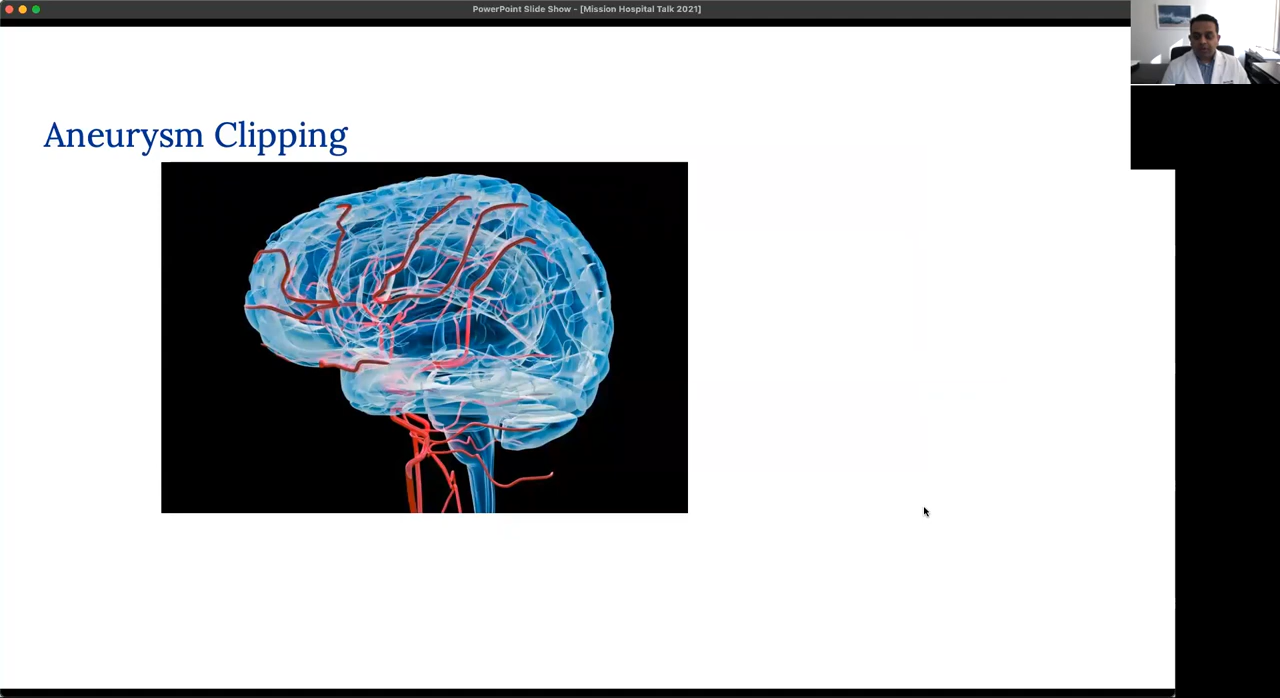 PowerPoint Slide Show - [Mission Hospital Talk 2021]
Aneurysm Clipping